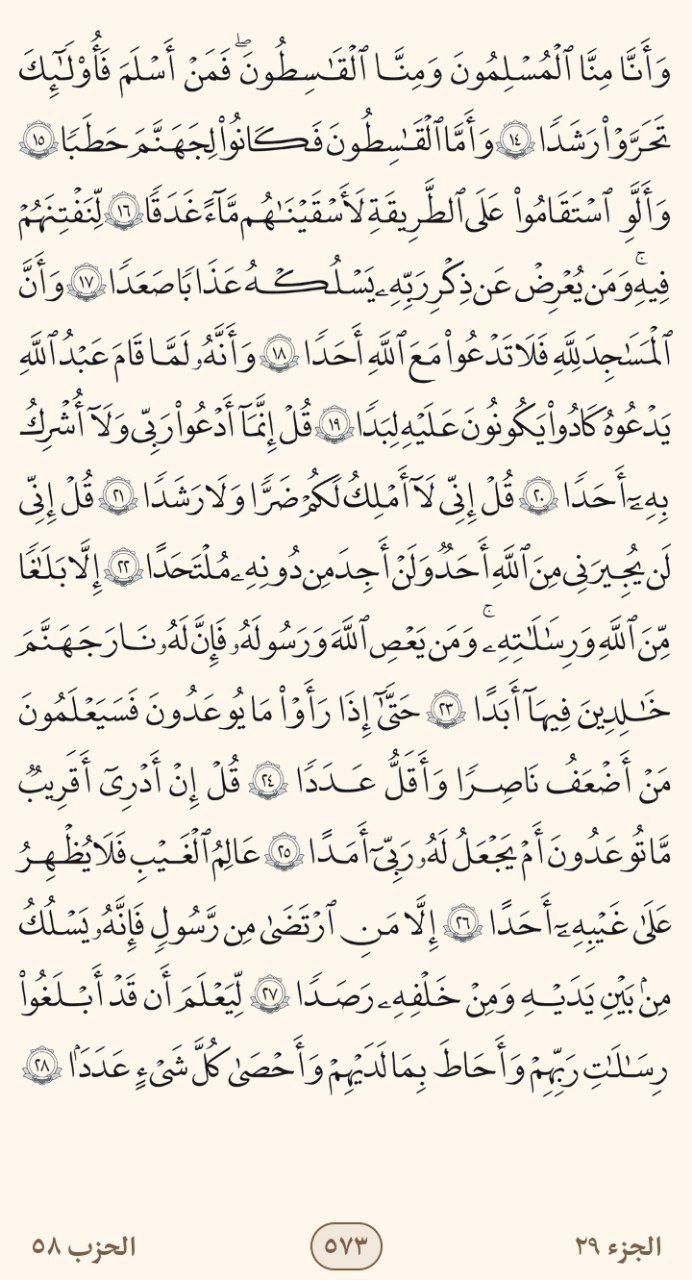 وَأَنَّا مِنَّا ٱلۡمُسۡلِمُونَ وَمِنَّا ٱلۡقَٰسِطُونَۖ فَمَنۡ أَسۡلَمَ فَأُوْلَٰٓئِكَ
تَحَرَّوۡاْ رَشَدٗا ١٤ وَأَمَّا ٱلۡقَٰسِطُونَ فَكَانُواْ لِجَهَنَّمَ حَطَبٗا ١٥
وَأَلَّوِ ٱسۡتَقَٰمُواْ عَلَى ٱلطَّرِيقَةِ لَأَسۡقَيۡنَٰهُم مَّآءً غَدَقٗا ١٦ لِّنَفۡتِنَهُمۡ
فِيهِۚ وَمَن يُعۡرِضۡ عَن ذِكۡرِ رَبِّهِۦ يَسۡلُكۡهُ عَذَابٗا صَعَدٗا ١٧ وَأَنَّ
ٱلۡمَسَٰجِدَ لِلَّهِ فَلَا تَدۡعُواْ مَعَ ٱللَّهِ أَحَدٗا ١٨ وَأَنَّهُۥ لَمَّا قَامَ عَبۡدُ ٱللَّهِ
يَدۡعُوهُ كَادُواْ يَكُونُونَ عَلَيۡهِ لِبَدٗا ١٩ قُلۡ إِنَّمَآ أَدۡعُواْ رَبِّي وَلَآ أُشۡرِكُ
بِهِۦٓ أَحَدٗا ٢٠ قُلۡ إِنِّي لَآ أَمۡلِكُ لَكُمۡ ضَرّٗا وَلَا رَشَدٗا ٢١ قُلۡ إِنِّي
لَن يُجِيرَنِي مِنَ ٱللَّهِ أَحَدٞ وَلَنۡ أَجِدَ مِن دُونِهِۦ مُلۡتَحَدًا ٢٢ إِلَّا بَلَٰغٗا
مِّنَ ٱللَّهِ وَرِسَٰلَٰتِهِۦۚ وَمَن يَعۡصِ ٱللَّهَ وَرَسُولَهُۥ فَإِنَّ لَهُۥ نَارَ جَهَنَّمَ
خَٰلِدِينَ فِيهَآ أَبَدًا ٢٣ حَتَّىٰٓ إِذَا رَأَوۡاْ مَا يُوعَدُونَ فَسَيَعۡلَمُونَ
مَنۡ أَضۡعَفُ نَاصِرٗا وَأَقَلُّ عَدَدٗا ٢٤ قُلۡ إِنۡ أَدۡرِيٓ أَقَرِيبٞ
مَّا تُوعَدُونَ أَمۡ يَجۡعَلُ لَهُۥ رَبِّيٓ أَمَدًا ٢٥ عَٰلِمُ ٱلۡغَيۡبِ فَلَا يُظۡهِرُ
عَلَىٰ غَيۡبِهِۦٓ أَحَدًا ٢٦ إِلَّا مَنِ ٱرۡتَضَىٰ مِن رَّسُولٖ فَإِنَّهُۥ يَسۡلُكُ
مِنۢ بَيۡنِ يَدَيۡهِ وَمِنۡ خَلۡفِهِۦ رَصَدٗا ٢٧ لِّيَعۡلَمَ أَن قَدۡ أَبۡلَغُواْ
رِسَٰلَٰتِ رَبِّهِمۡ وَأَحَاطَ بِمَا لَدَيۡهِمۡ وَأَحۡصَىٰ كُلَّ شَيۡءٍ عَدَدَۢا ٢٨
الجزء ٢٩ ٥٧٣ الحزب ٥٨